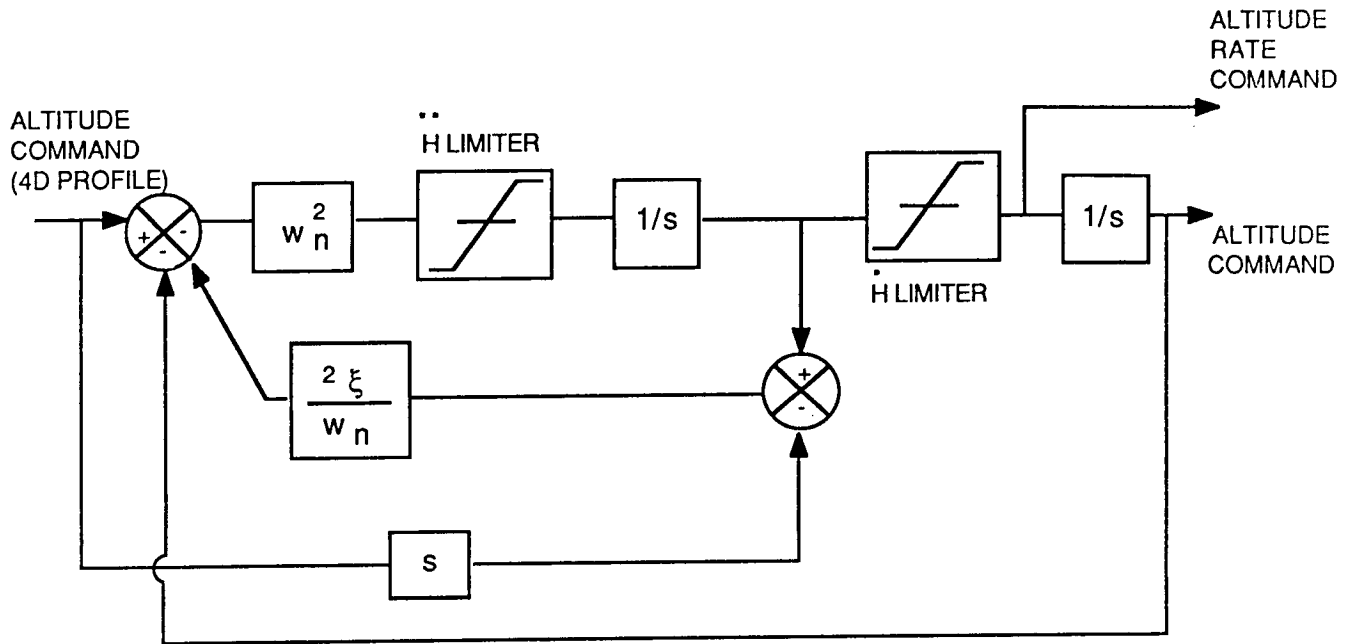 ALTITUDE
RATE
COMMAND
ALTITUDE
COMMAND
(4D PROFILE)
¨
H LIMITER
+ - -
w n 2
1/s
1/s
ALTITUDE
COMMAND
˙
H LIMITER
2 ξ
w n
+
-
s